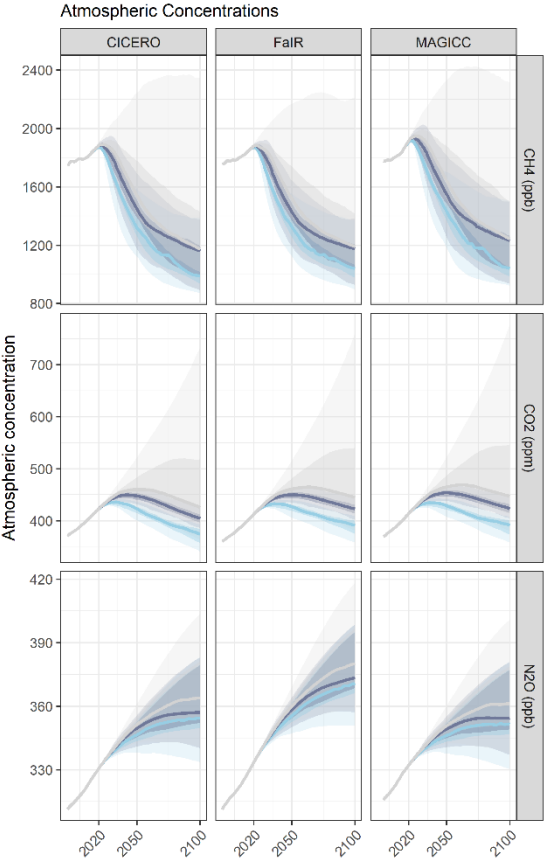 Atmospheric Concentrations
CICERO FaIR MAGICC
2400
2000
1600
1200
800
CH4 (ppb)
Atmospheric concentration
700
600
500
400
CO2 (ppm)
420
390
360
330
N2O (ppb)
2020 2050 2100 2020 2050 2100 2020 2050 2100